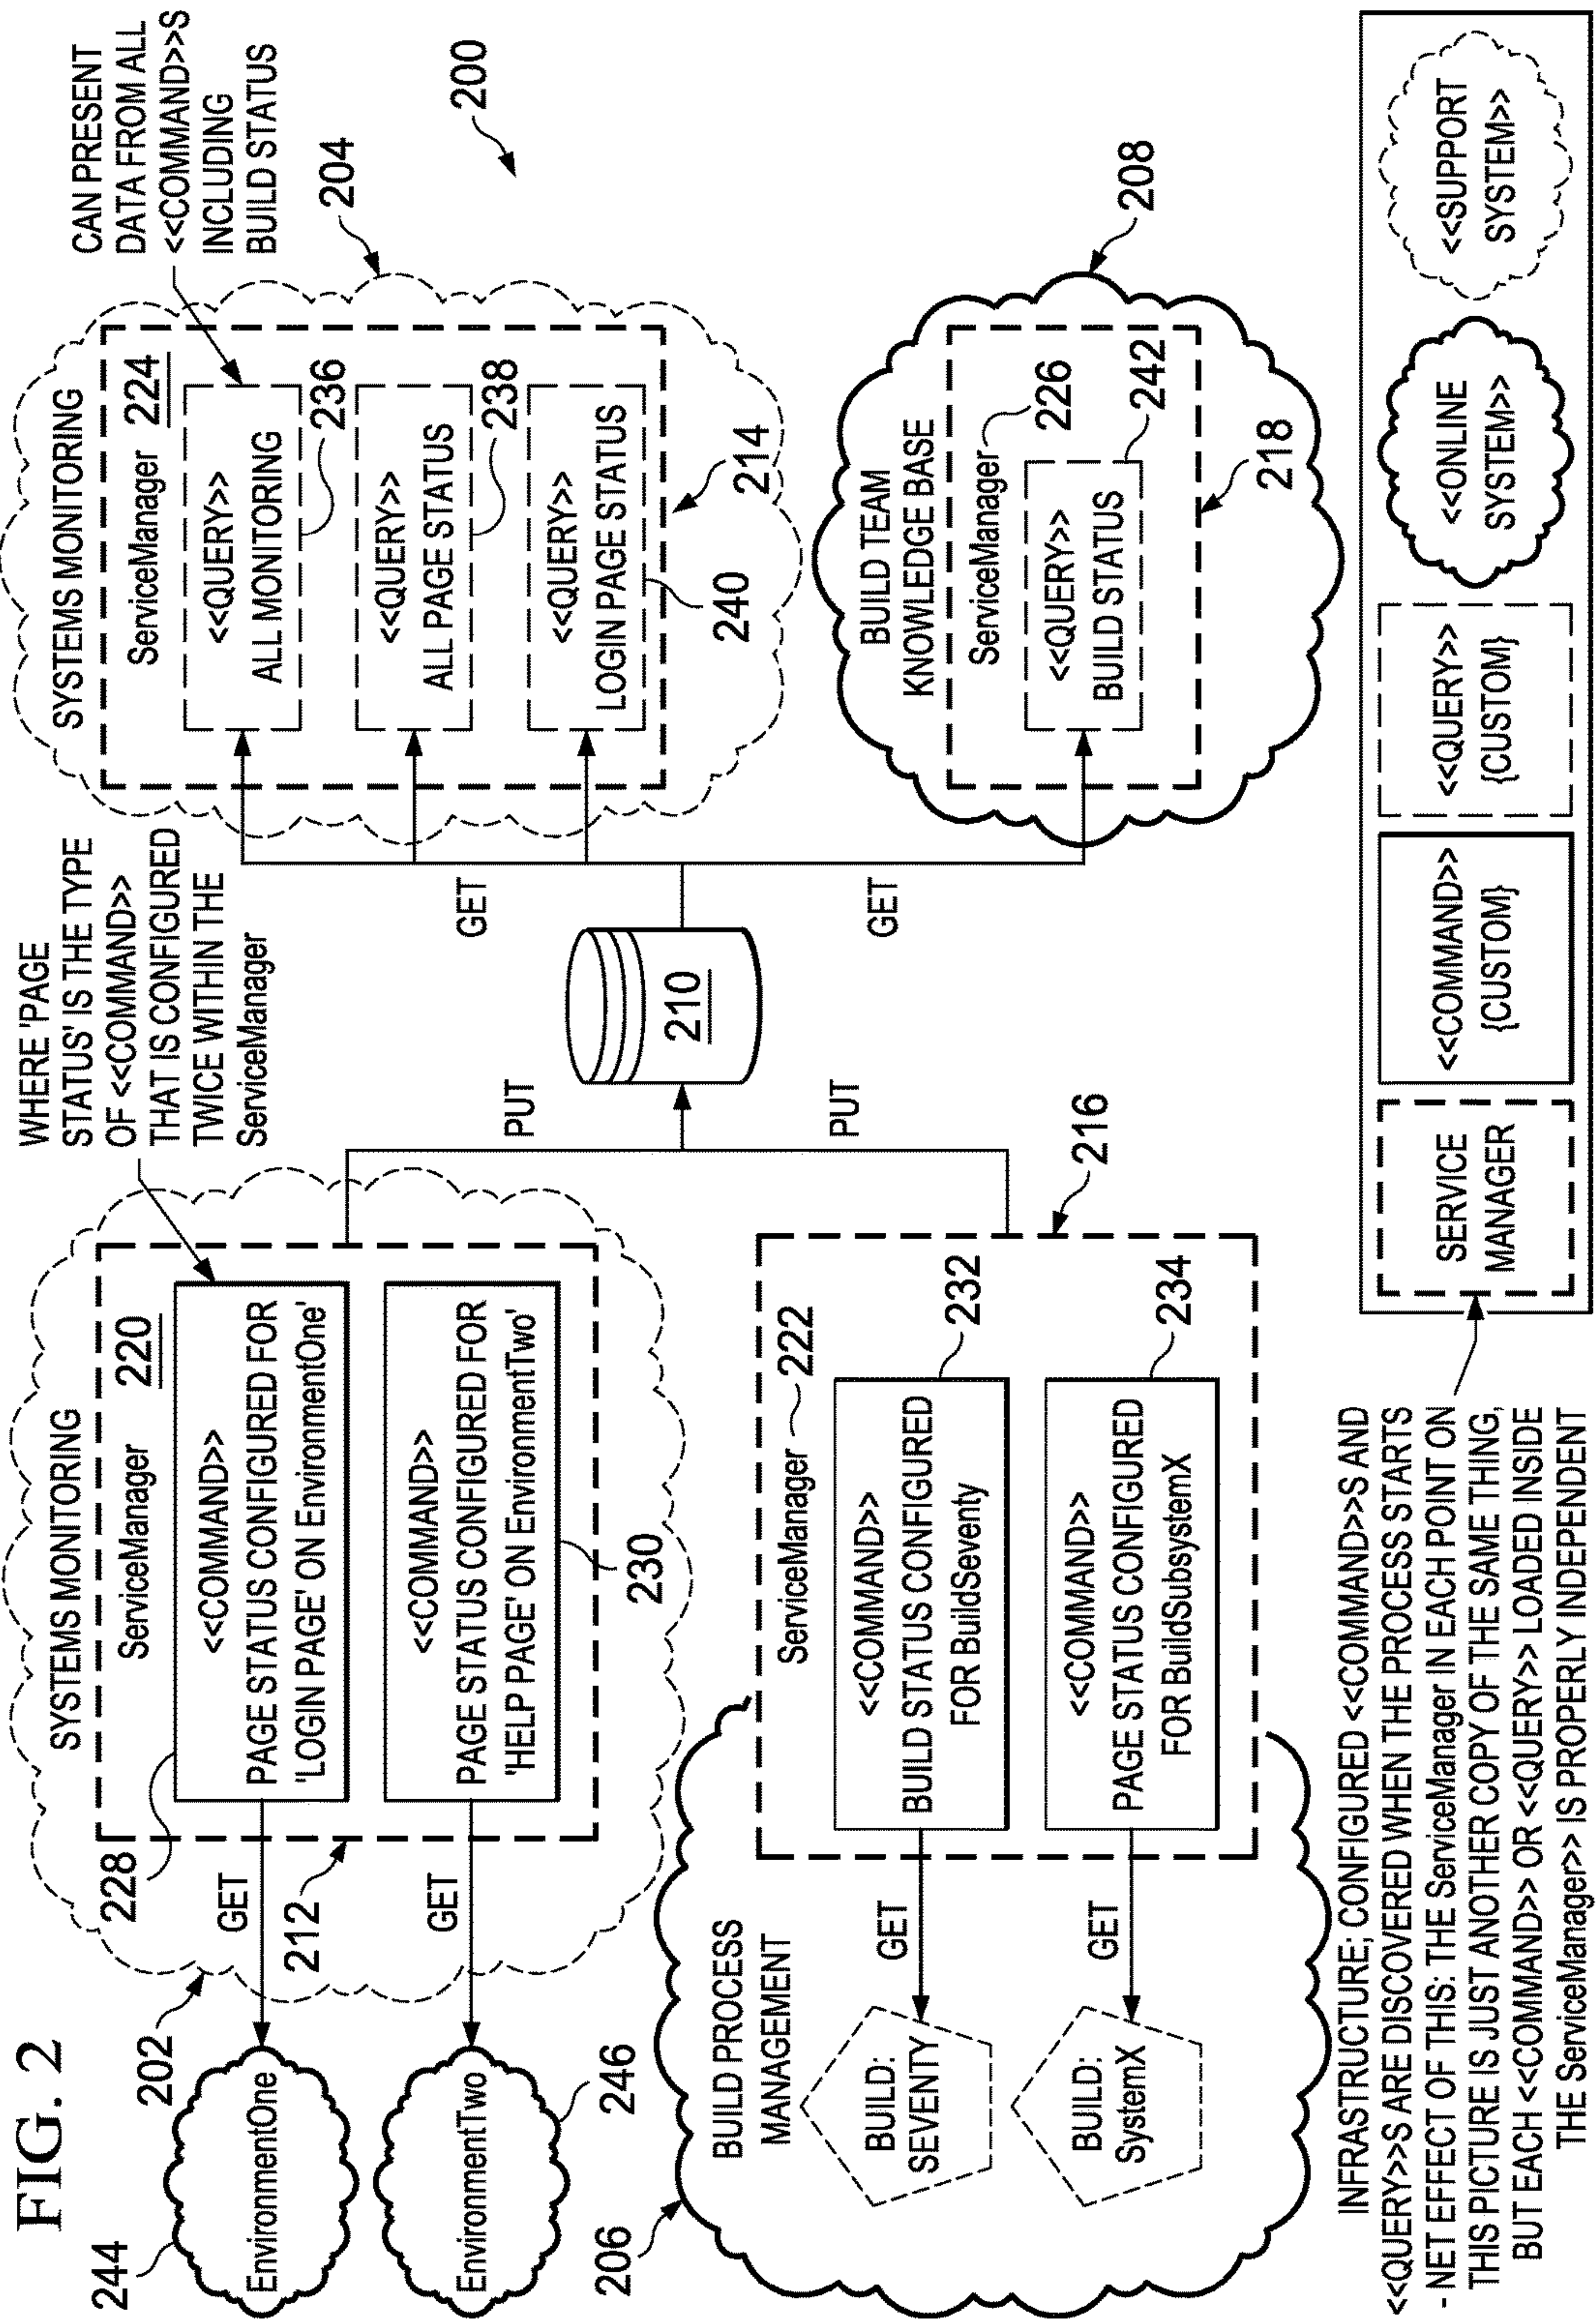 FIG. 2
244
EnvironmentOne
EnvironmentTwo
246
202
SYSTEMS MONITORING
ServiceManager
220
<<COMMAND>>
PAGE STATUS CONFIGURED FOR
'LOGIN PAGE' ON EnvironmentOne'
<<COMMAND>>
PAGE STATUS CONFIGURED FOR
'HELP PAGE' ON EnvironmentTwo'
228
GET
212
GET
230
WHERE 'PAGE
STATUS' IS THE TYPE
OF <<COMMAND>>
THAT IS CONFIGURED
TWICE WITHIN THE
ServiceManager
PUT
PUT
210
GET
GET
SYSTEMS MONITORING
ServiceManager
224
<<QUERY>>
ALL MONITORING
236
<<QUERY>>
ALL PAGE STATUS
238
<<QUERY>>
LOGIN PAGE STATUS
240
214
CAN PRESENT
DATA FROM ALL
<<COMMAND>>S
INCLUDING
BUILD STATUS
204
200
206
BUILD PROCESS
MANAGEMENT
BUILD:
SEVENTY
BUILD:
SystemX
GET
GET
ServiceManager
222
<<COMMAND>>
BUILD STATUS CONFIGURED
FOR BuildSeventy
232
<<COMMAND>>
PAGE STATUS CONFIGURED
FOR BuildSubsystemX
234
216
BUILD TEAM
KNOWLEDGE BASE
ServiceManager
226
<<QUERY>>
BUILD STATUS
242
218
208
INFRASTRUCTURE; CONFIGURED <<COMMAND>>S AND
<<QUERY>>S ARE DISCOVERED WHEN THE PROCESS STARTS
- NET EFFECT OF THIS: THE ServiceManager IN EACH POINT ON
THIS PICTURE IS JUST ANOTHER COPY OF THE SAME THING,
BUT EACH <<COMMAND>> OR <<QUERY>> LOADED INSIDE
THE ServiceManager>> IS PROPERLY INDEPENDENT
SERVICE
MANAGER
<<COMMAND>>
{CUSTOM}
<<QUERY>>
{CUSTOM}
<<ONLINE
SYSTEM>>
<<SUPPORT
SYSTEM>>